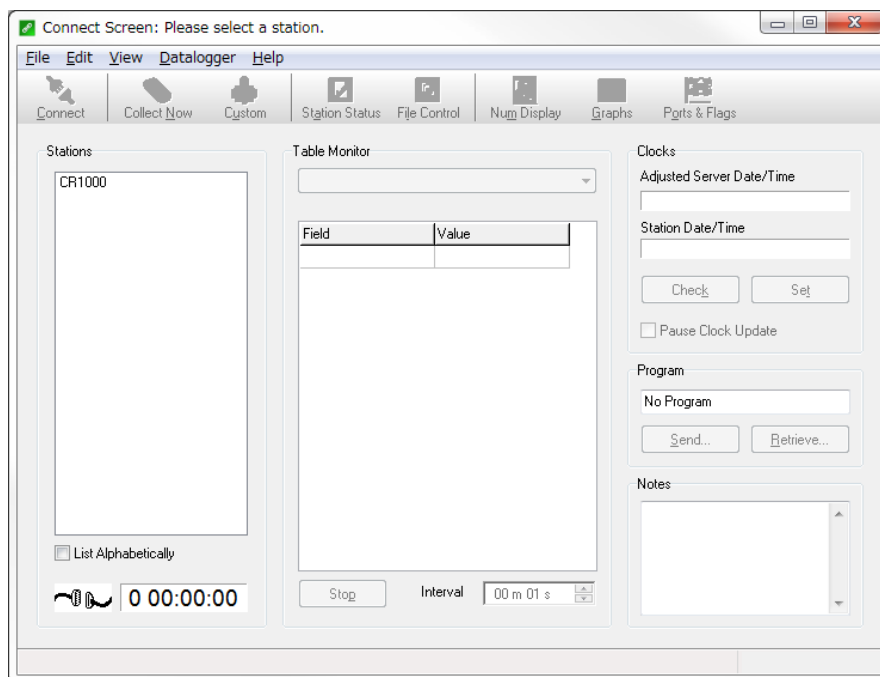 Connect Screen: Please select a station.
File Edit View Datalogger Help
Connect Collect Now Custom Station Status File Control Num Display Graphs Ports & Flags
Stations
CR1000
List Alphabetically
0 00:00:00
Table Monitor
Field Value
Stop Interval 00 m 01 s
Clocks
Adjusted Server Date/Time
Station Date/Time
Check Set
Pause Clock Update
Program
No Program
Send... Retrieve...
Notes